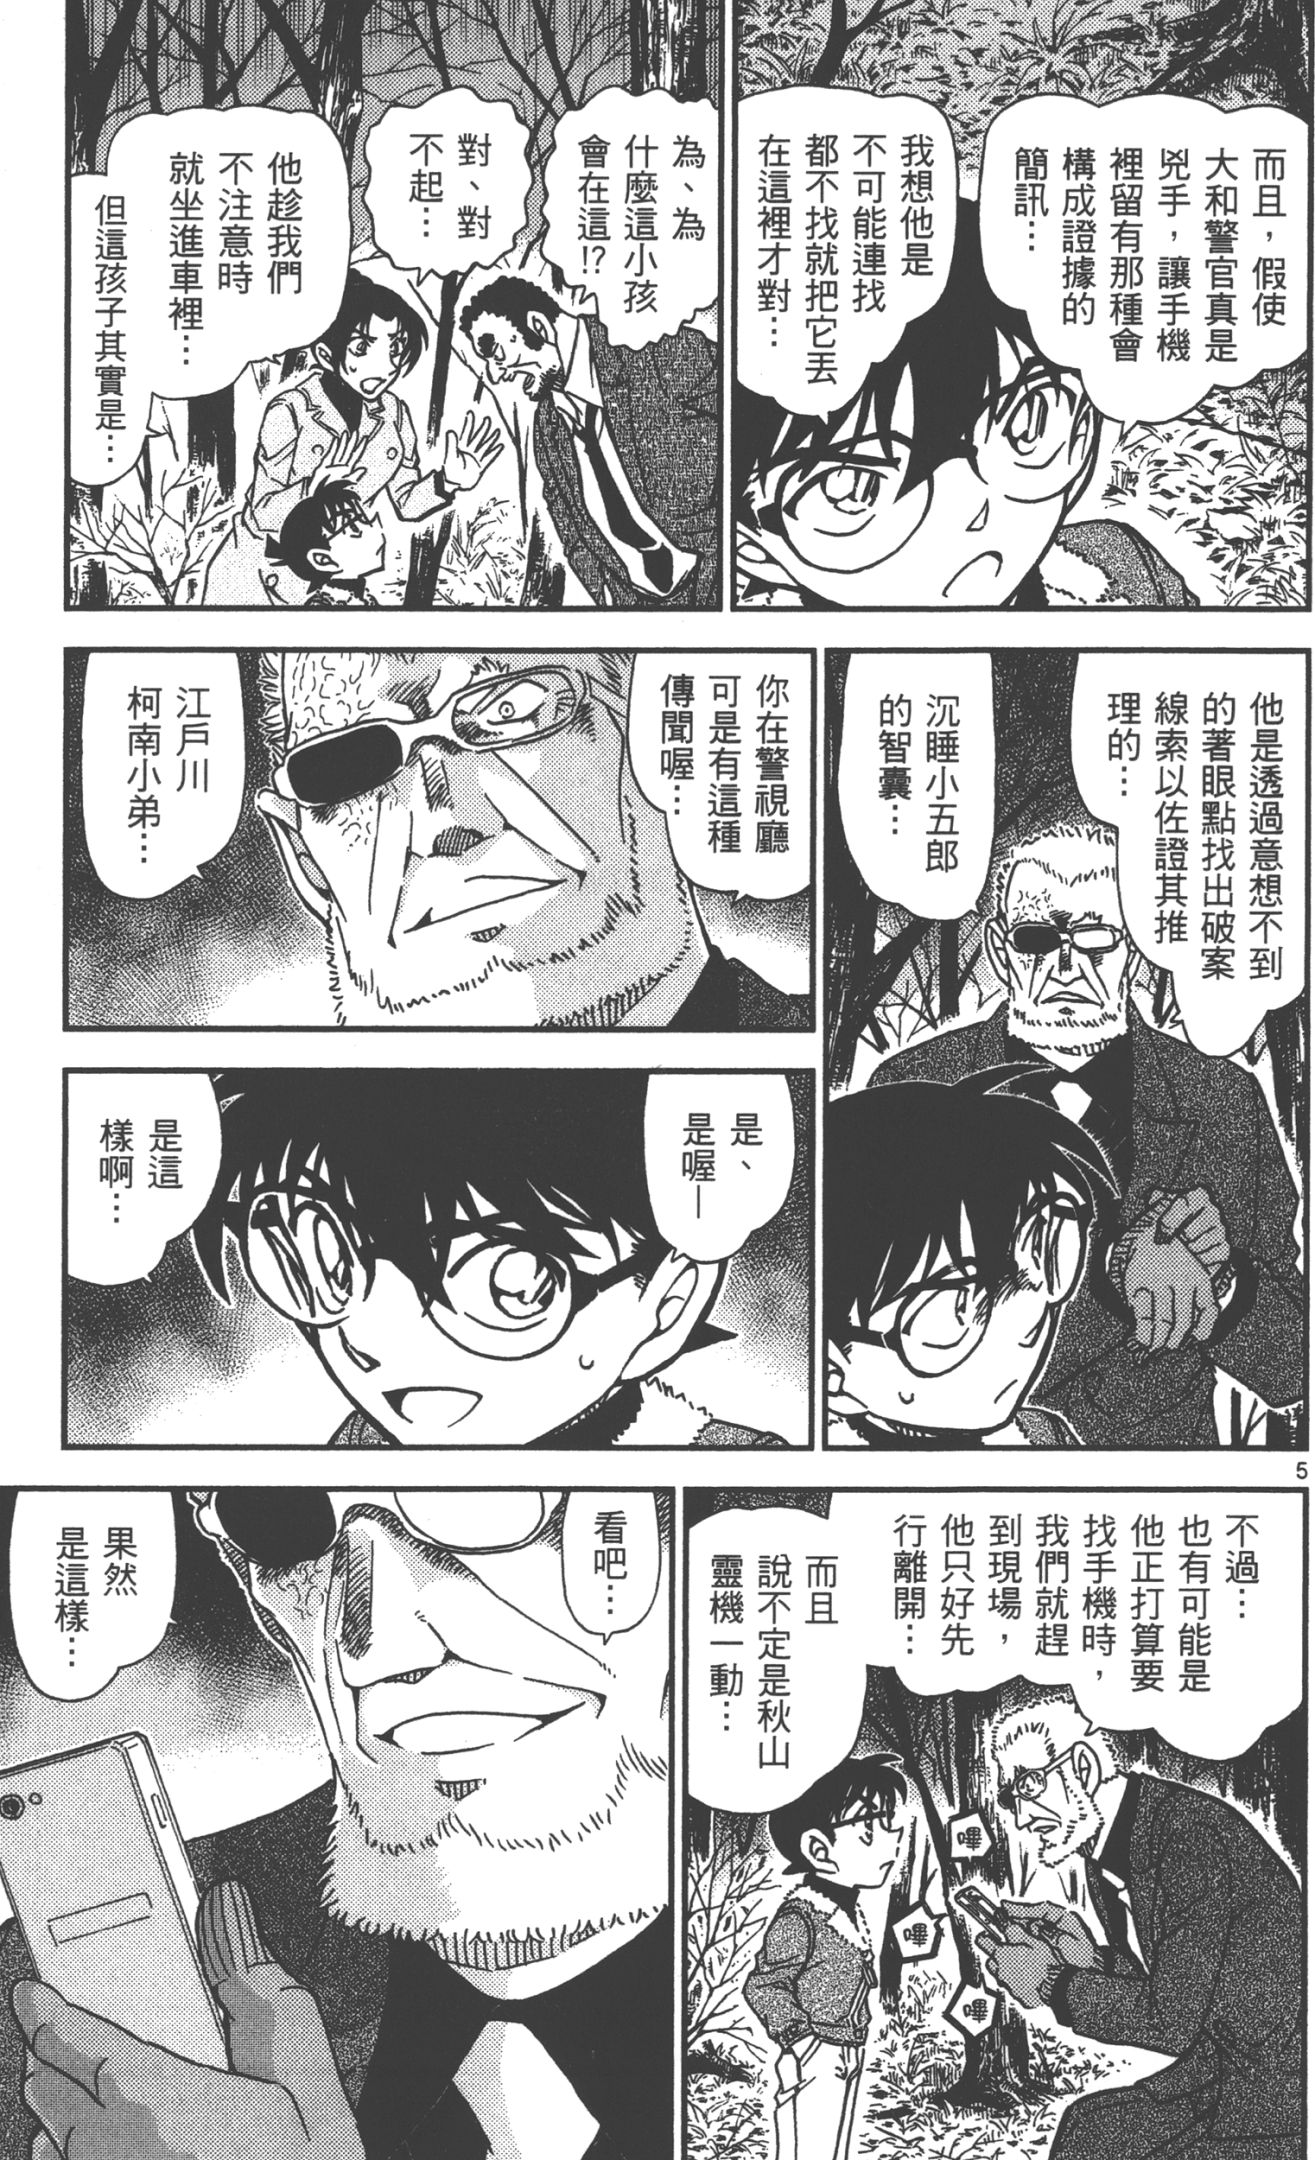 而且，假使
大和警官真是
兇手，讓手機
裡留有那種會
構成證據的
簡訊…
我想他是
不可能連找
都不找就把它丟
在這裡才對…
為、為
什麼這小孩
會在這!?
對、對
不起…
他趁我們
不注意時
就坐進車裡…
但這孩子其實是…
他是透過意想不到
的著眼點找出破案
線索以佐證其推
理的…
沉睡小五郎
的智囊…
你在警視廳
可是有這種
傳聞喔…
江戶川
柯南小弟…
是、
是喔—
是這
樣啊…
5
不過…
也有可能是
他正打算要
找手機時，
我們就趕
到現場，
他只好先
行離開…
而且
說不定是秋山
靈機一動…
嗶
嗶
嗶
看吧…
果然
是這樣…